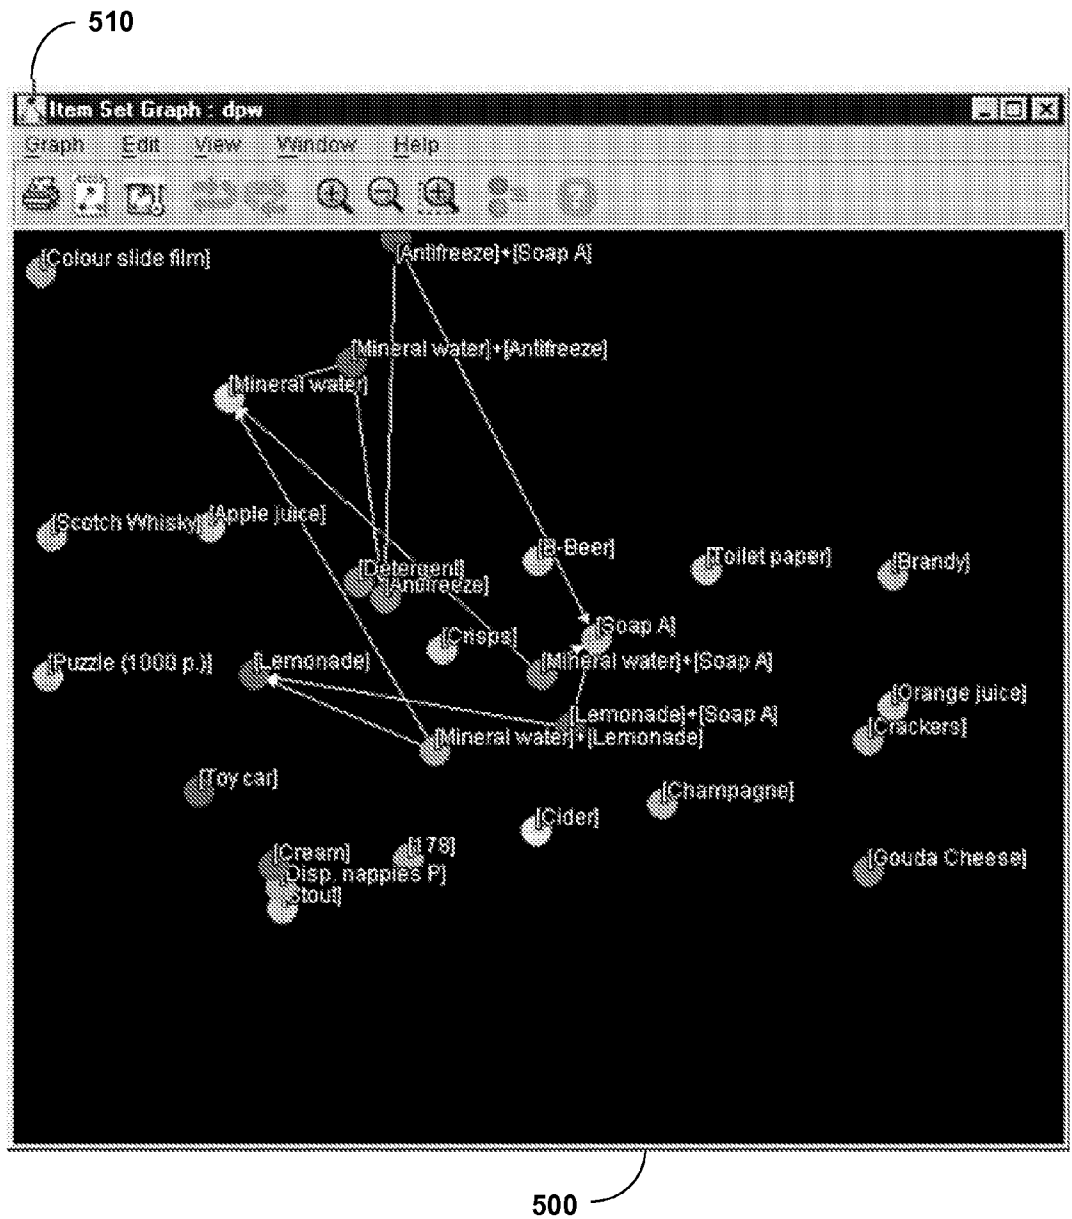 510
Item Set Graph : dpw
Graph Edit View Window Help
[Colour slide film]
[Antifreeze]+[Soap A]
[Mineral water]+[Antifreeze]
[Mineral water]
[Scotch Whisky]
[Apple juice]
[B-Beer]
[Toilet paper]
[Brandy]
[Detergent]
[Antifreeze]
[Crisps]
[Soap A]
[Puzzle (1000 p.)]
[Lemonade]
[Mineral water]+[Soap A]
[Orange juice]
[Lemonade]+[Soap A]
[Crackers]
[Mineral water]+[Lemonade]
[Toy car]
[Champagne]
[Cider]
[Cream]
[178]
[Gouda Cheese]
[Disp. nappies P]
[Stout]
500